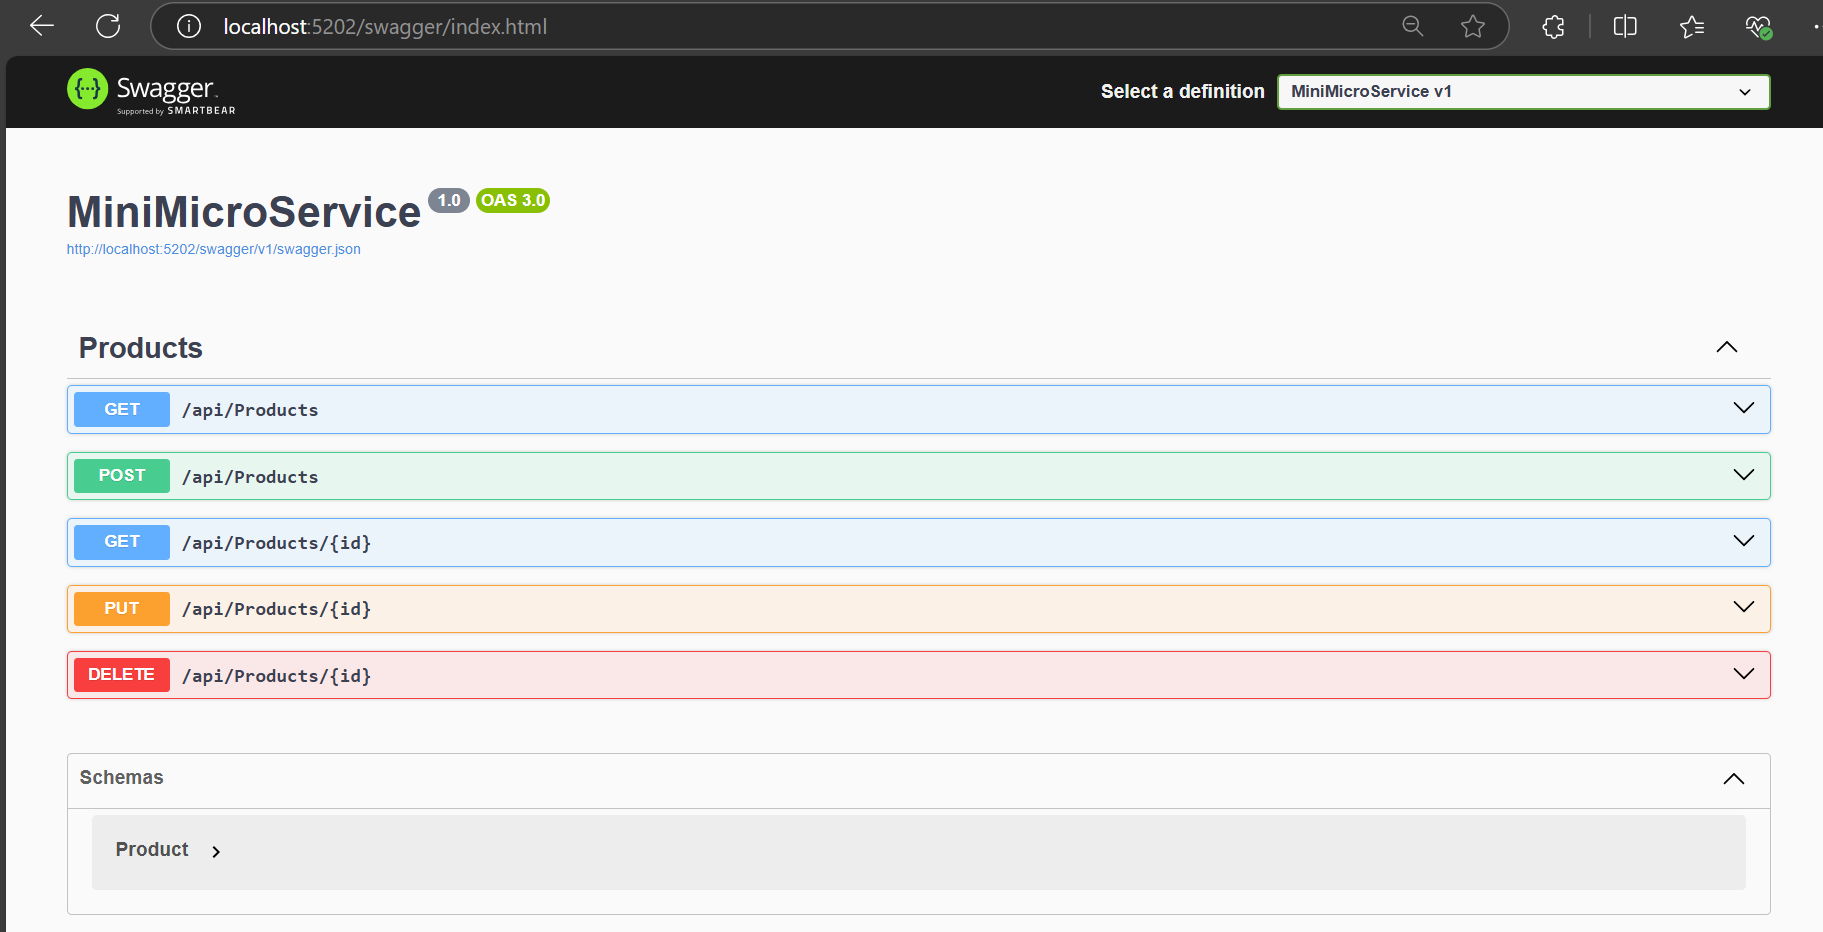 localhost:5202/swagger/index.html
Swagger
Supported by SMARTBEAR
Select a definition
MiniMicroService v1
MiniMicroService 1.0 OAS 3.0
http://localhost:5202/swagger/v1/swagger.json
Products
GET /api/Products
POST /api/Products
GET /api/Products/{id}
PUT /api/Products/{id}
DELETE /api/Products/{id}
Schemas
Product